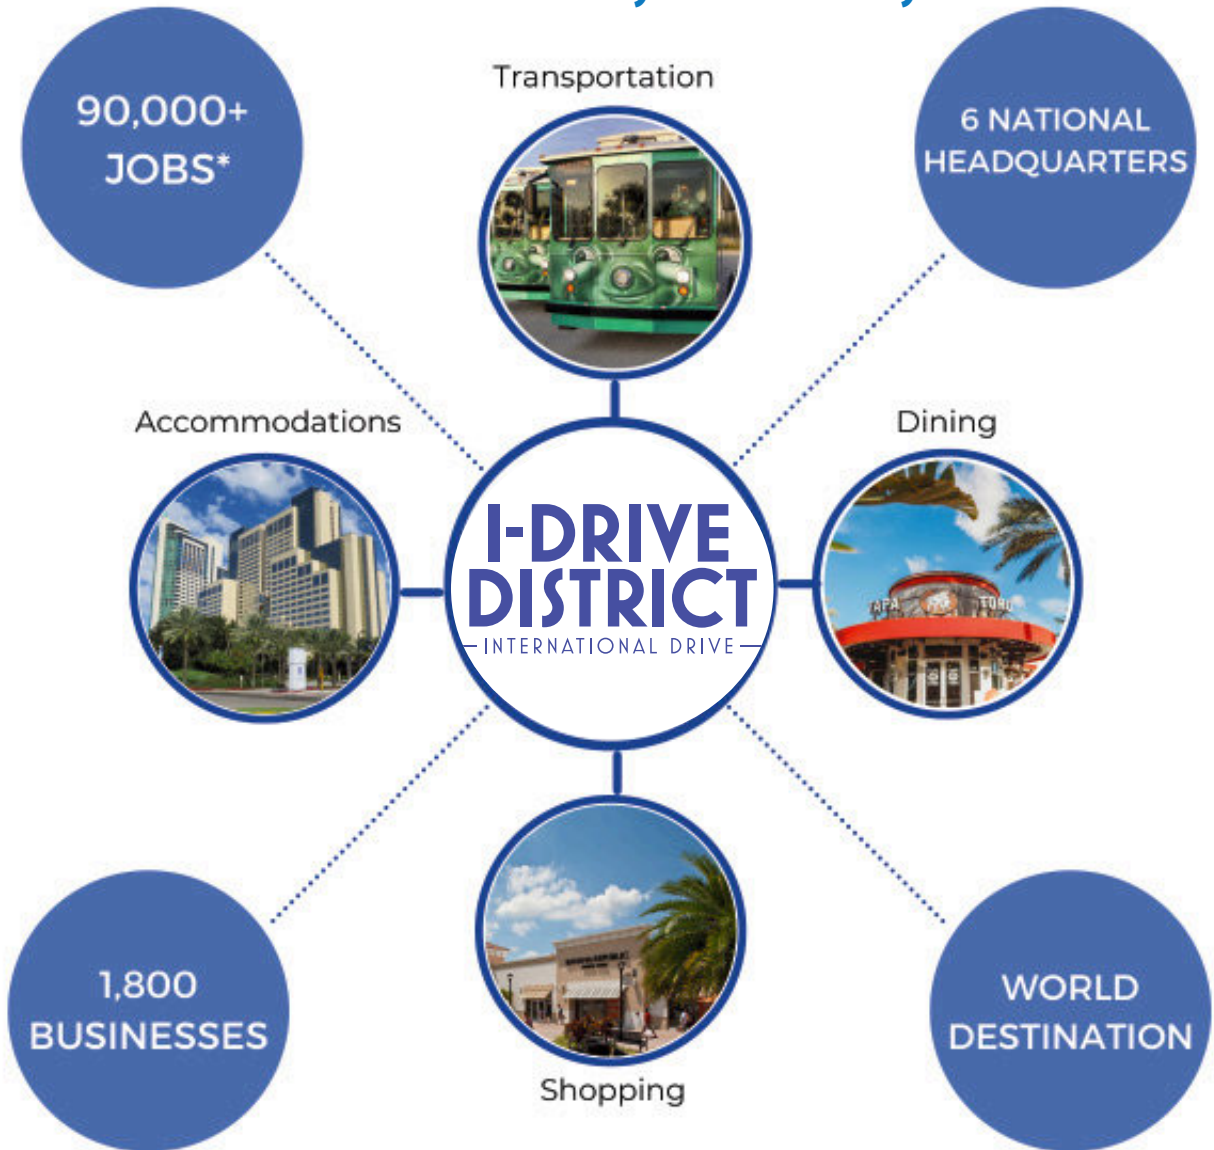 90,000+
JOBS*
Transportation
6 NATIONAL
HEADQUARTERS
Accommodations
Dining
I-DRIVE
DISTRICT
INTERNATIONAL DRIVE
TORO
1,800
BUSINESSES
WORLD
DESTINATION
Shopping